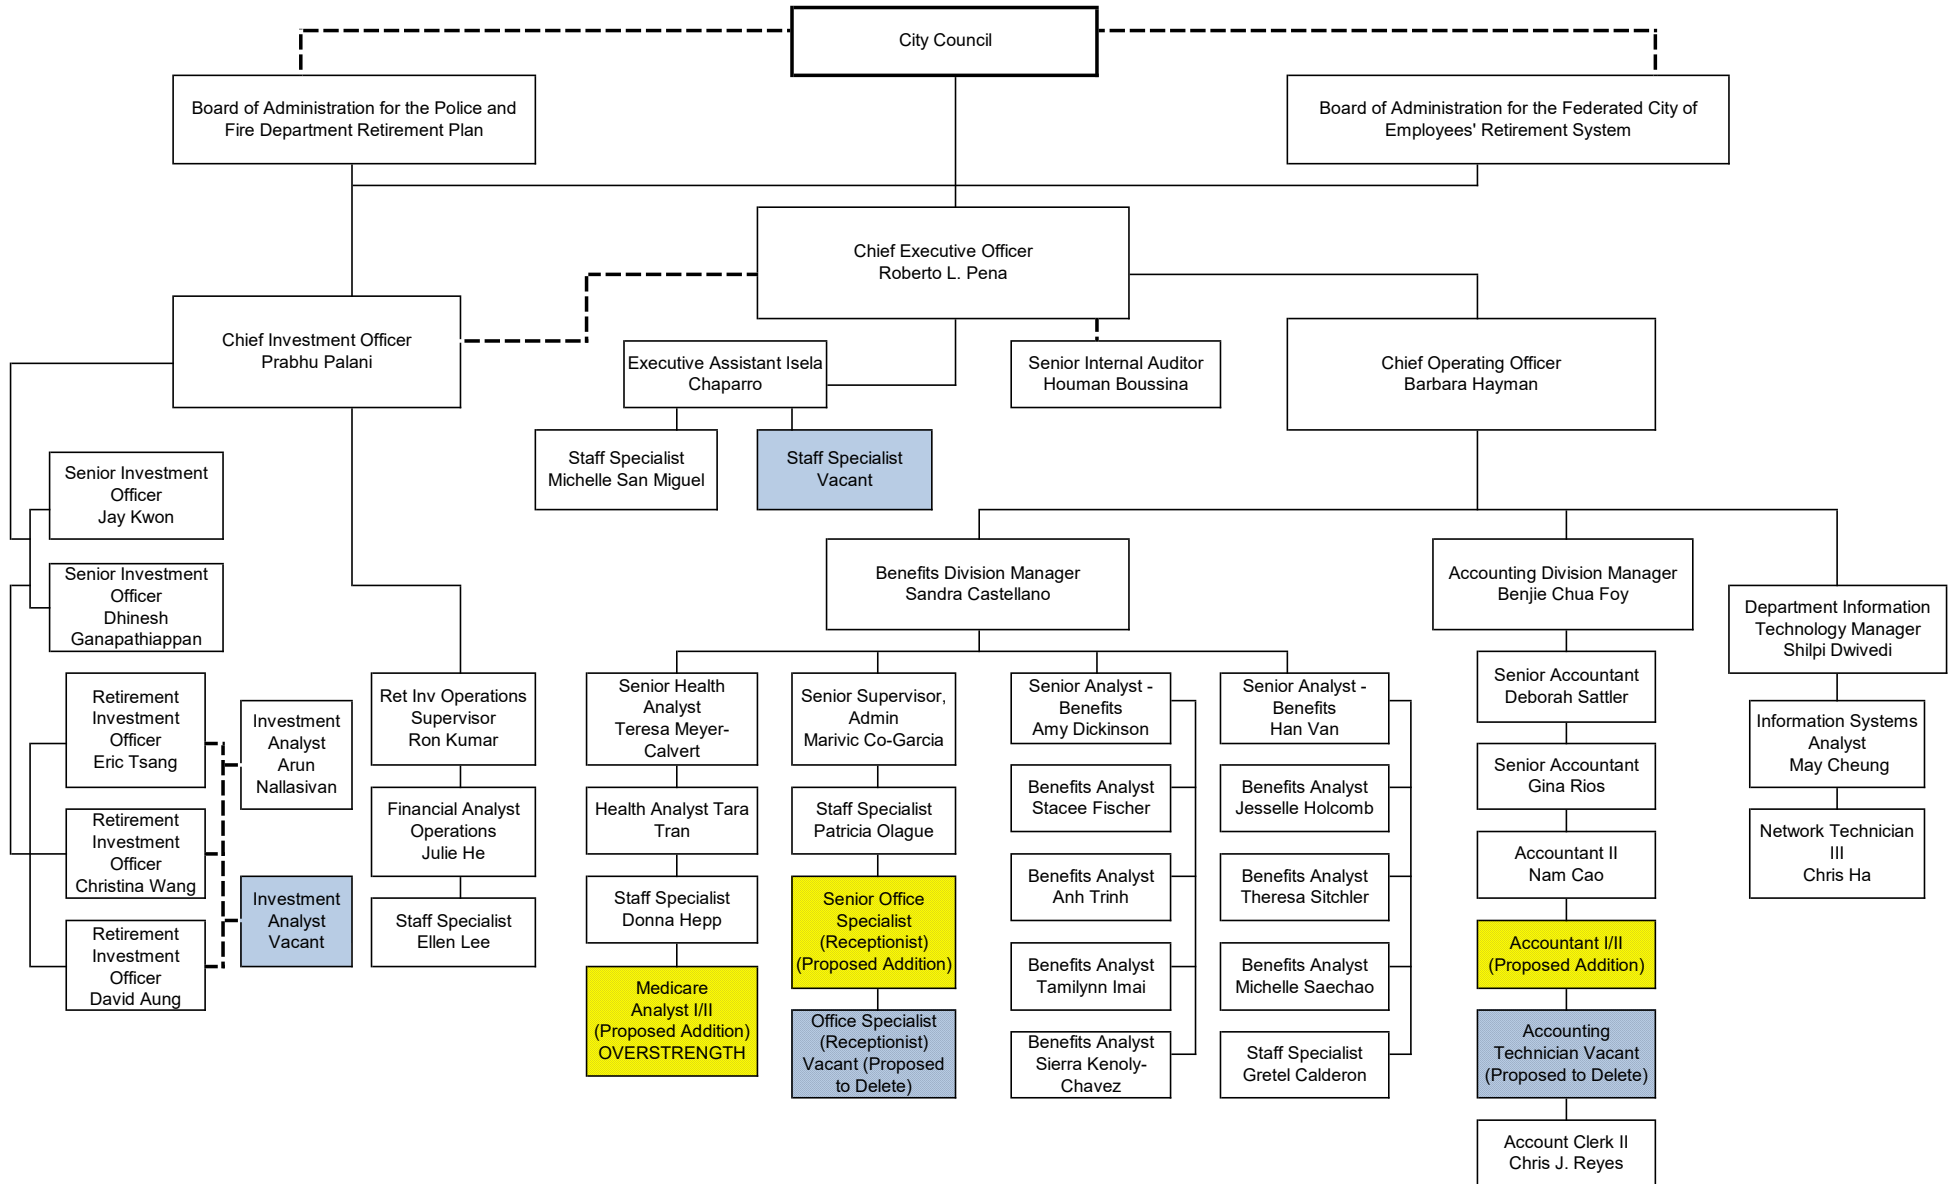 City Council
Board of Administration for the Police and
Fire Department Retirement Plan
Board of Administration for the Federated City of
Employees' Retirement System
Chief Executive Officer
Roberto L. Pena
Chief Investment Officer
Prabhu Palani
Executive Assistant Isela
Chaparro
Senior Internal Auditor
Houman Boussina
Chief Operating Officer
Barbara Hayman
Staff Specialist
Michelle San Miguel
Staff Specialist
Vacant
Senior Investment
Officer
Jay Kwon
Senior Investment
Officer
Dhinesh
Ganapathiappan
Benefits Division Manager
Sandra Castellano
Accounting Division Manager
Benjie Chua Foy
Department Information
Technology Manager
Shilpi Dwivedi
Retirement
Investment
Officer
Eric Tsang
Retirement
Investment
Officer
Christina Wang
Retirement
Investment
Officer
David Aung
Investment
Analyst
Arun
Nallasivan
Investment
Analyst
Vacant
Ret Inv Operations
Supervisor
Ron Kumar
Financial Analyst
Operations
Julie He
Staff Specialist
Ellen Lee
Senior Health
Analyst
Teresa Meyer-
Calvert
Health Analyst Tara
Tran
Staff Specialist
Donna Hepp
Medicare
Analyst I/II
(Proposed Addition)
OVERSTRENGTH
Senior Supervisor,
Admin
Marivic Co-Garcia
Staff Specialist
Patricia Olague
Senior Office
Specialist
(Receptionist)
(Proposed Addition)
Office Specialist
(Receptionist)
Vacant (Proposed
to Delete)
Senior Analyst -
Benefits
Amy Dickinson
Benefits Analyst
Stacee Fischer
Benefits Analyst
Anh Trinh
Benefits Analyst
Tamilynn Imai
Benefits Analyst
Sierra Kenoly-
Chavez
Senior Analyst -
Benefits
Han Van
Benefits Analyst
Jesselle Holcomb
Benefits Analyst
Theresa Sitchler
Benefits Analyst
Michelle Saechao
Staff Specialist
Gretel Calderon
Senior Accountant
Deborah Sattler
Senior Accountant
Gina Rios
Accountant II
Nam Cao
Accountant I/II
(Proposed Addition)
Accounting
Technician Vacant
(Proposed to Delete)
Account Clerk II
Chris J. Reyes
Information Systems
Analyst
May Cheung
Network Technician
III
Chris Ha